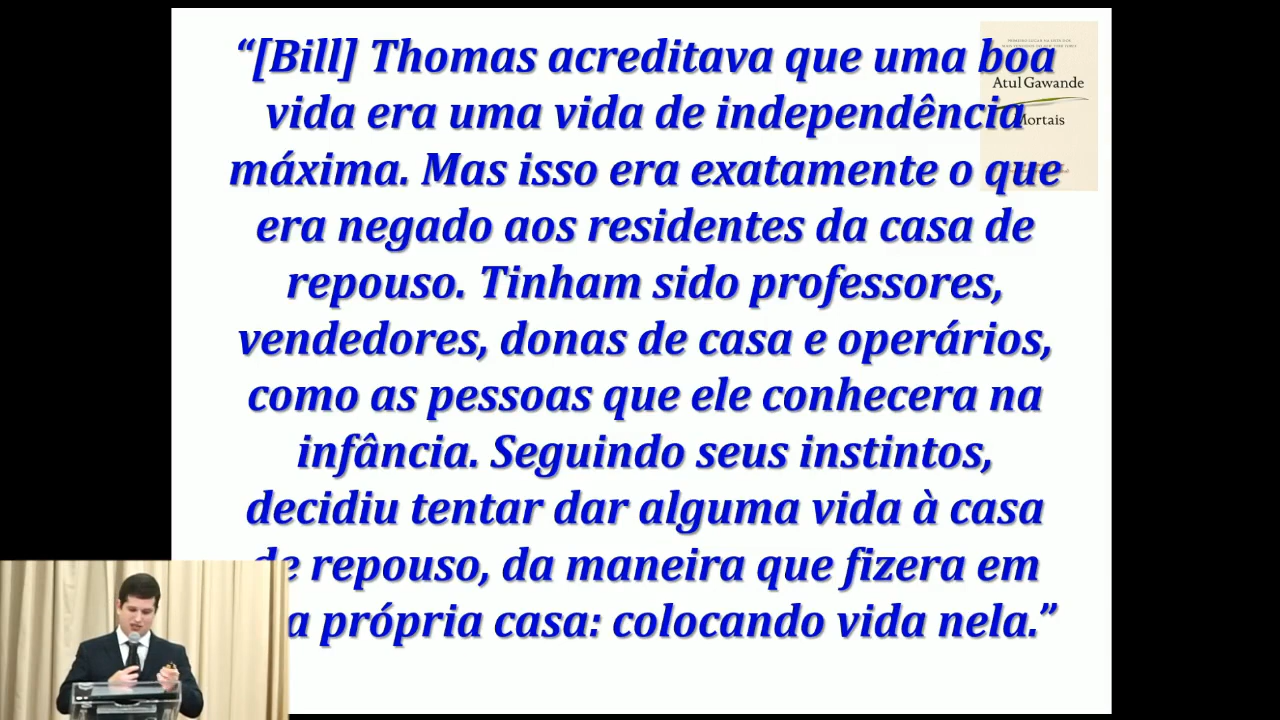 “[Bill] Thomas acreditava que uma boa
vida era uma vida de independência
máxima. Mas isso era exatamente o que
era negado aos residentes da casa de
repouso. Tinham sido professores,
vendedores, donas de casa e operários,
como as pessoas que ele conhecera na
infância. Seguindo seus instintos,
decidiu tentar dar alguma vida à casa
repouso, da maneira que fizera em
própria casa: colocando vida nela.”
Atul Gawande
Mortais